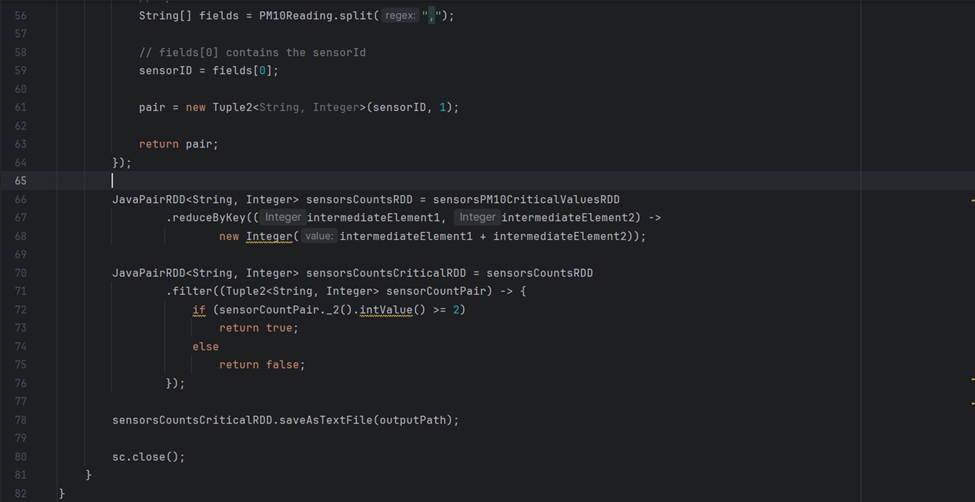 56 String[] fields = PM10Reading.split( regex: ",");
57
58 // fields[0] contains the sensorId
59 sensorID = fields[0];
60
61 pair = new Tuple2<String, Integer>(sensorID, 1);
62
63 return pair;
64 });
65
66 JavaPairRDD<String, Integer> sensorsCountsRDD = sensorsPM10CriticalValuesRDD
67 .reduceByKey(( Integer intermediateElement1, Integer intermediateElement2) ->
68 new Integer( value: intermediateElement1 + intermediateElement2));
69
70 JavaPairRDD<String, Integer> sensorsCountsCriticalRDD = sensorsCountsRDD
71 .filter((Tuple2<String, Integer> sensorCountPair) -> {
72 if (sensorCountPair._2().intValue() >= 2)
73 return true;
74 else
75 return false;
76 });
77
78 sensorsCountsCriticalRDD.saveAsTextFile(outputPath);
79
80 sc.close();
81 }
82 }